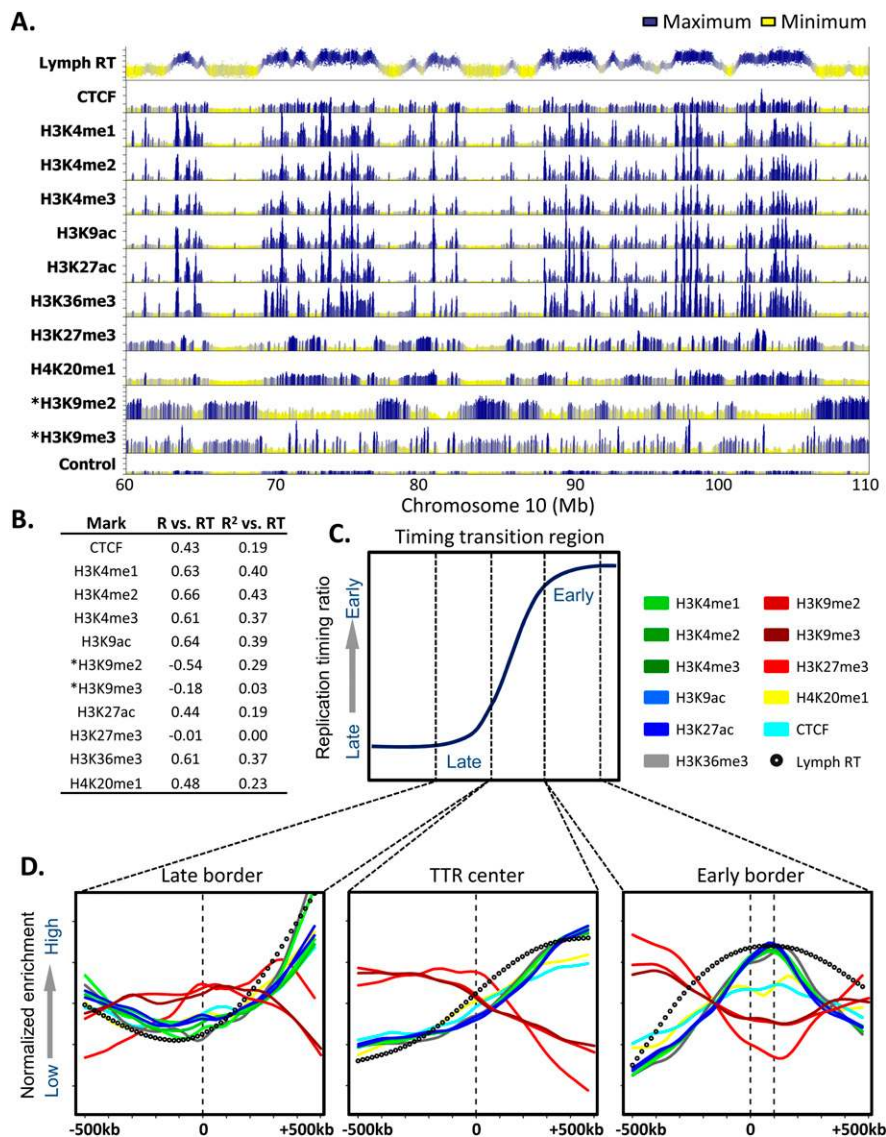 A.
Maximum Minimum
Lymph RT
CTCF
H3K4me1
H3K4me2
H3K4me3
H3K9ac
H3K27ac
H3K36me3
H3K27me3
H4K20me1
*H3K9me2
*H3K9me3
Control
60 70 80 90 100 110
Chromosome 10 (Mb)
B.
Mark R vs. RT R² vs. RT
CTCF 0.43 0.19
H3K4me1 0.63 0.40
H3K4me2 0.66 0.43
H3K4me3 0.61 0.37
H3K9ac 0.64 0.39
*H3K9me2 -0.54 0.29
*H3K9me3 -0.18 0.03
H3K27ac 0.44 0.19
H3K27me3 -0.01 0.00
H3K36me3 0.61 0.37
H4K20me1 0.48 0.23
C.
Timing transition region
Replication timing ratio
Late Early
Early
Late
H3K4me1 H3K9me2
H3K4me2 H3K9me3
H3K4me3 H3K27me3
H3K9ac H4K20me1
H3K27ac CTCF
H3K36me3 Lymph RT
D.
Late border TTR center Early border
Normalized enrichment
Low High
-500kb 0 +500kb -500kb 0 +500kb -500kb 0 +500kb